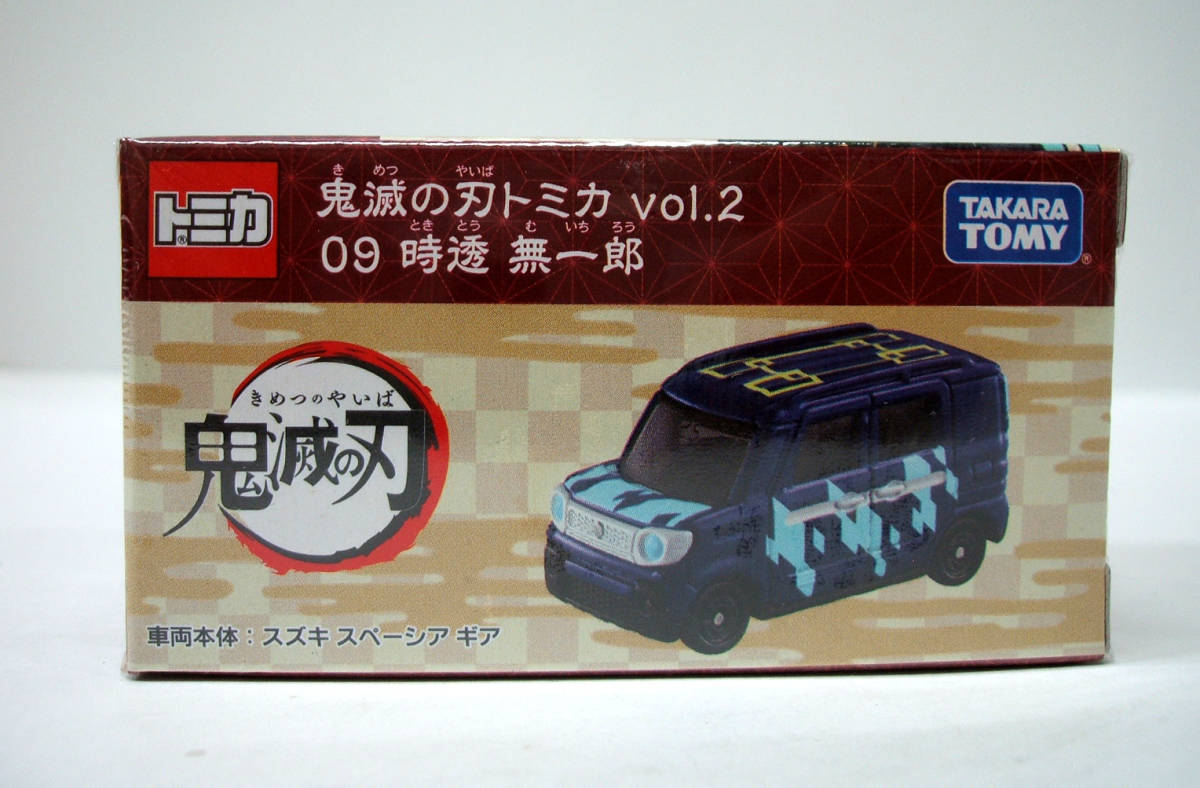 トミカ®
きめつ やいば
鬼滅の刃トミカ vol.2
ときとう むいちろう
09 時透 無一郎
TAKARA
TOMY®
きめつのやいば
鬼滅の刃
車両本体：スズキ スペーシア ギア